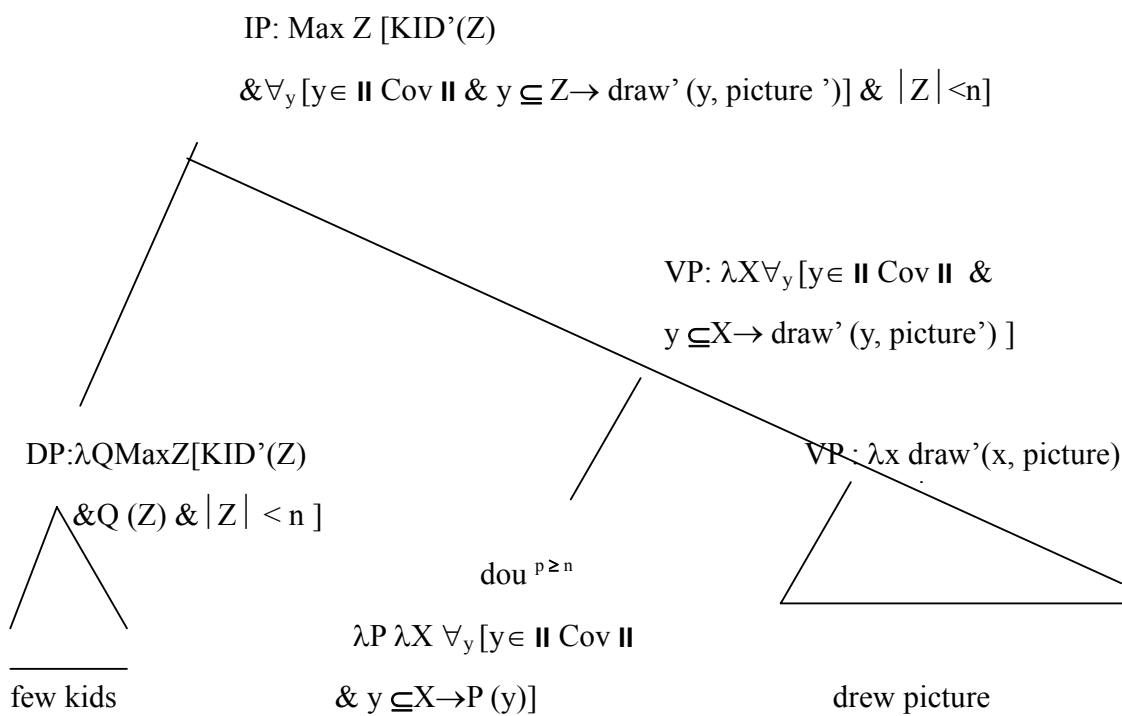 IP: Max Z [KID’(Z)
&∀y [y∈ ‖ Cov ‖ & y ⊆ Z→ draw’ (y, picture ’)] & │Z│<n]
VP: λX∀y [y∈ ‖ Cov ‖ &
y ⊆X→ draw’ (y, picture’) ]
DP:λQMaxZ[KID’(Z)
VP : λx draw’(x, picture)
&Q (Z) &│Z│ < n ]
dou p ≥ n
λP λX ∀y [y∈ ‖ Cov ‖
few kids
& y ⊆X→P (y)]
drew picture